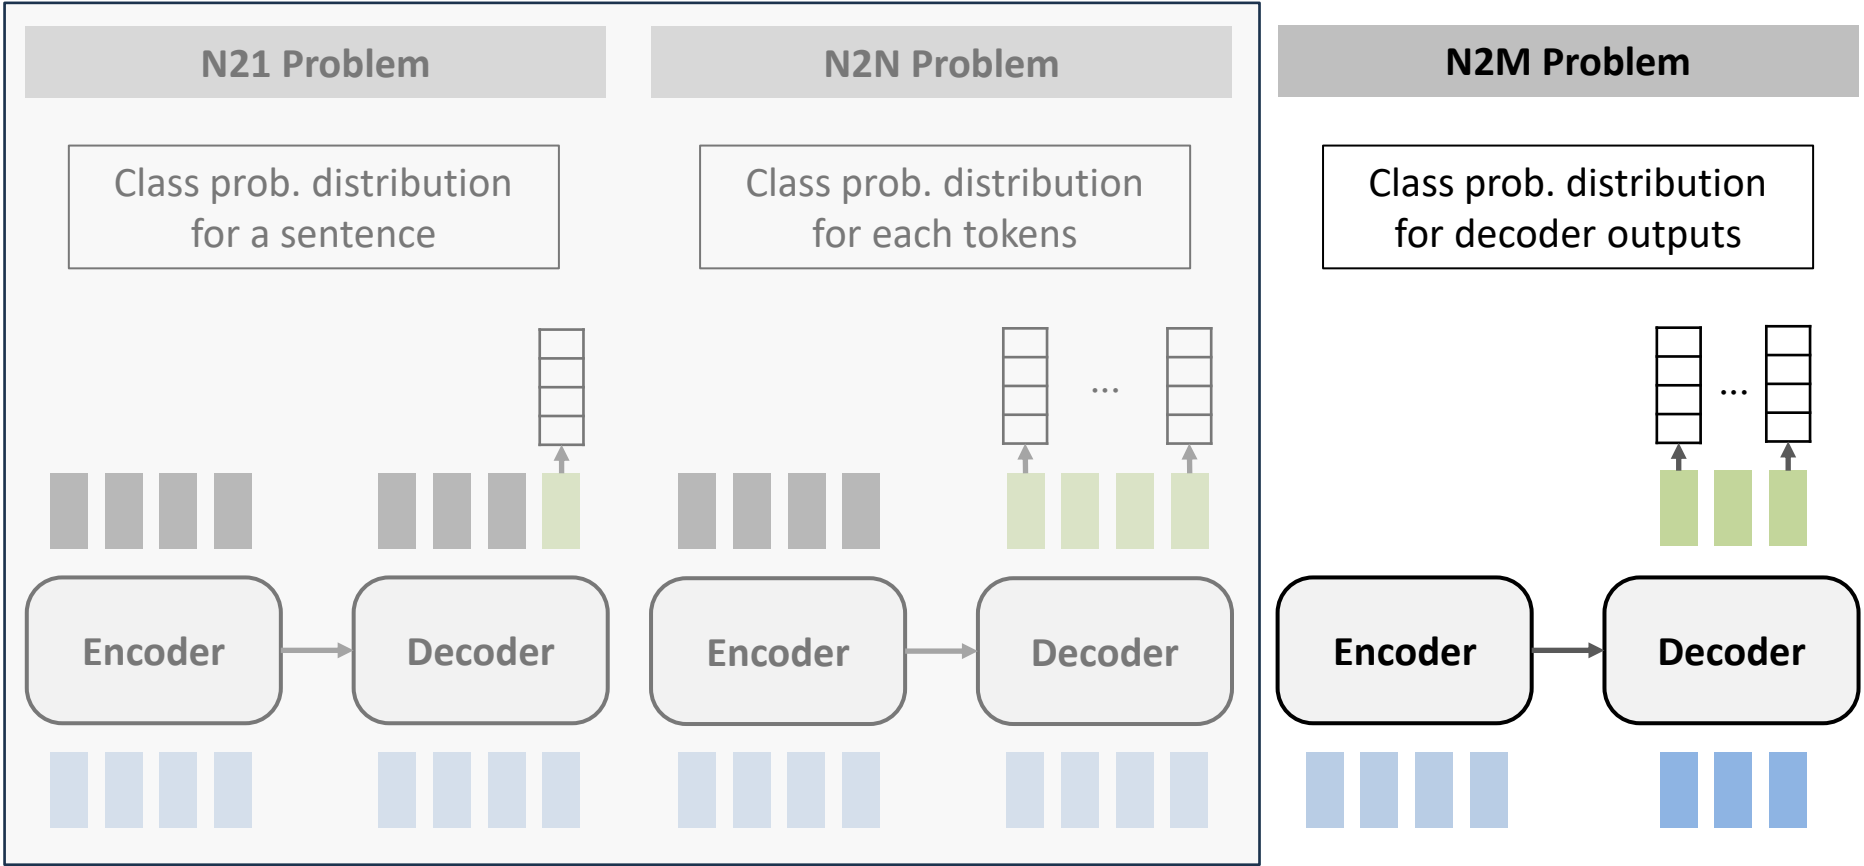 N21 Problem
Class prob. distribution
for a sentence
Encoder
Decoder
N2N Problem
Class prob. distribution
for each tokens
...
Encoder
Decoder
N2M Problem
Class prob. distribution
for decoder outputs
...
Encoder
Decoder